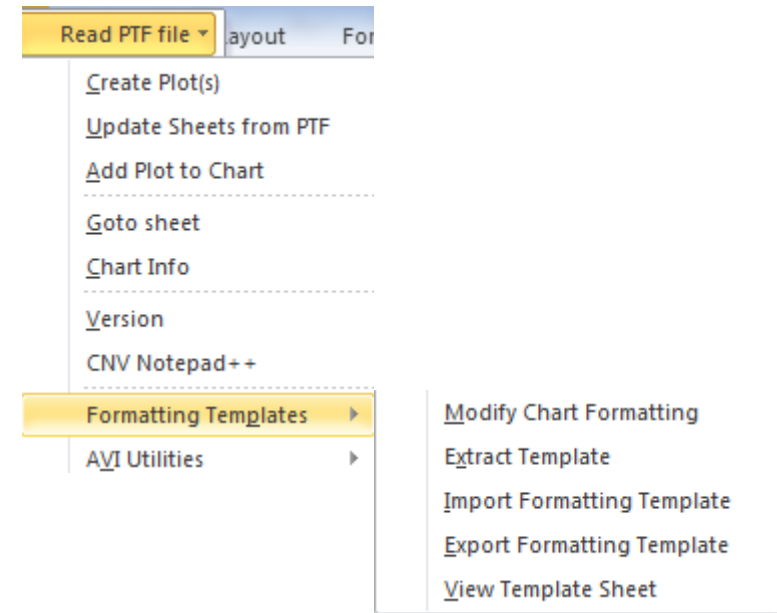 Read PTF file ayout For
Create Plot(s)
Update Sheets from PTF
Add Plot to Chart
Goto sheet
Chart Info
Version
CNV Notepad++
Formatting Templates
AVI Utilities
Modify Chart Formatting
Extract Template
Import Formatting Template
Export Formatting Template
View Template Sheet